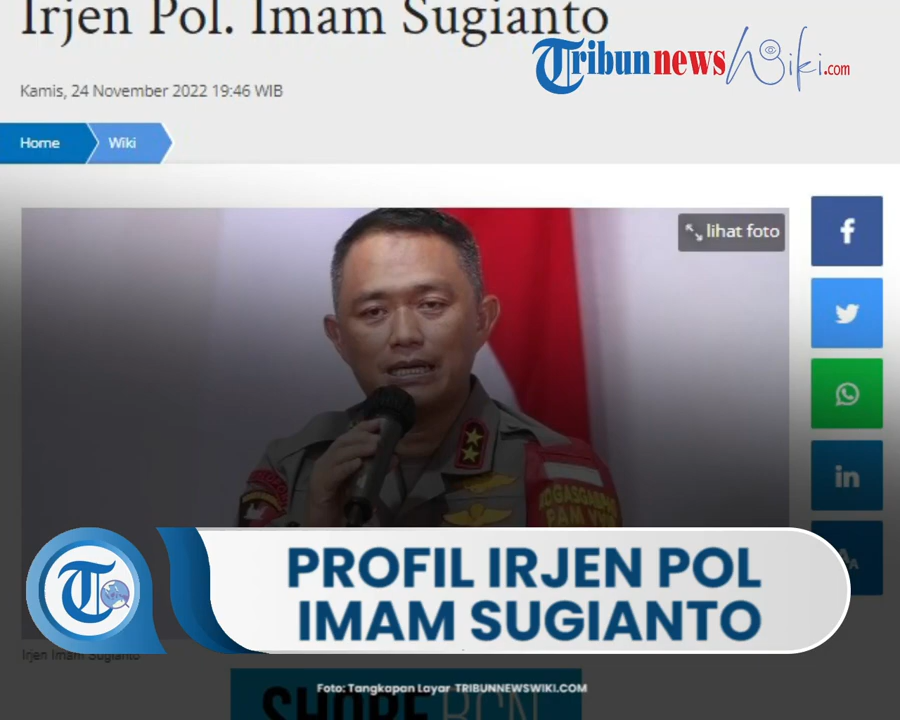 Irjen Pol. Imam Sugianto
Tribunnewswiki.com
Kamis, 24 November 2022 19:46 WIB
Home Wiki
lihat foto
PROFIL IRJEN POL
IMAM SUGIANTO
Irjen Imam Sugianto
Foto: Tangkapan Layar TRIBUNNEWSWIKI.COM